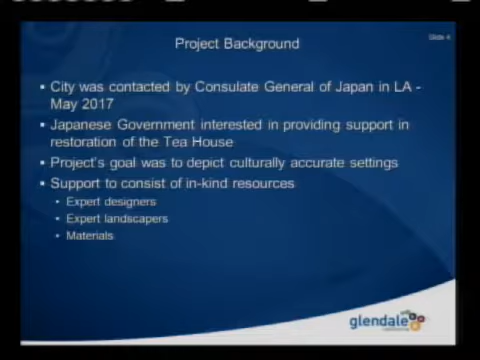 Slide 4
Project Background
▪ City was contacted by Consulate General of Japan in LA -
May 2017
▪ Japanese Government interested in providing support in
restoration of the Tea House
▪ Project's goal was to depict culturally accurate settings
▪ Support to consist of in-kind resources
• Expert designers
• Expert landscapers
• Materials
glendale